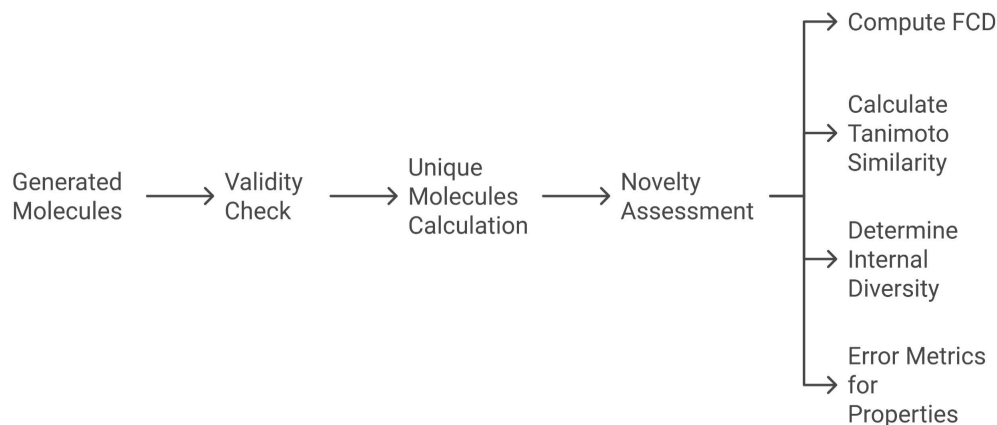 Generated
Molecules
Validity
Check
Unique
Molecules
Calculation
Novelty
Assessment
Compute FCD
Calculate
Tanimoto
Similarity
Determine
Internal
Diversity
Error Metrics
for
Properties